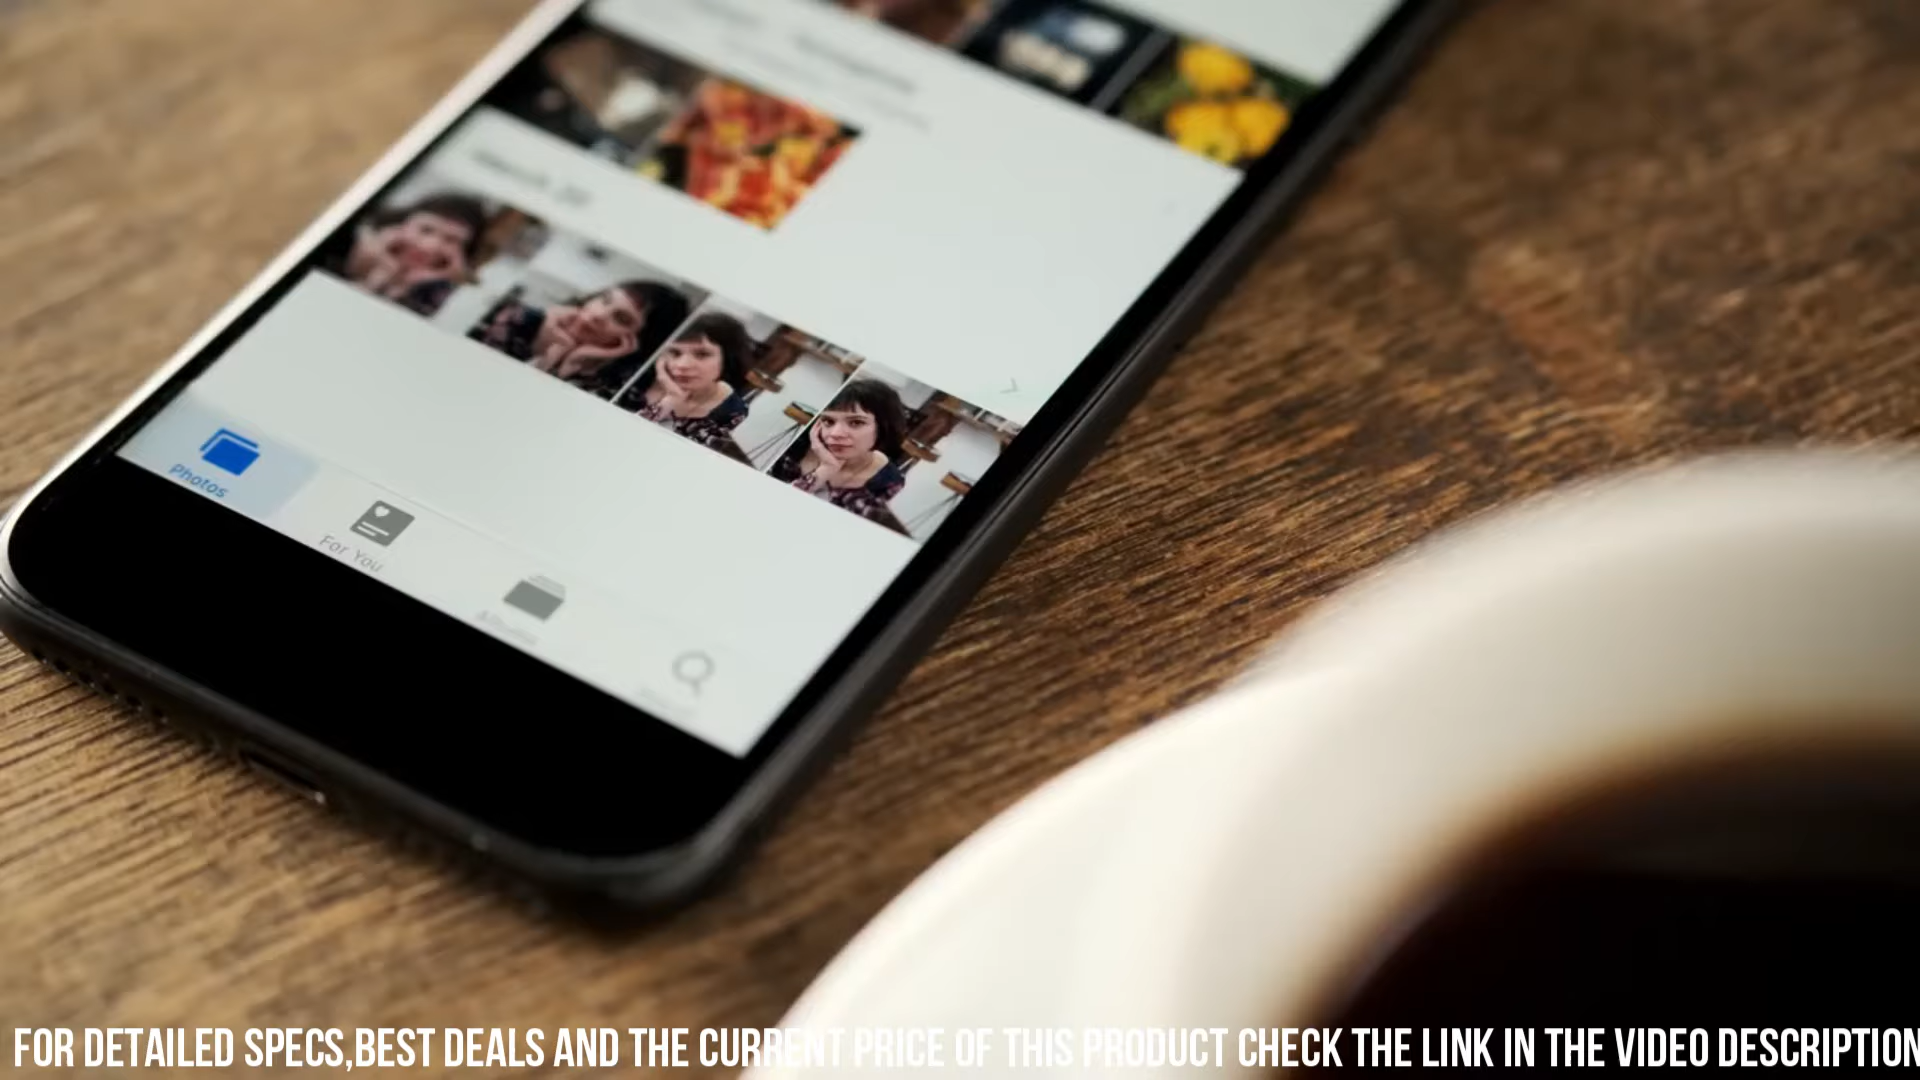 Photos
For You
Albums
FOR DETAILED SPECS,BEST DEALS AND THE CURRENT PRICE OF THIS PRODUCT CHECK THE LINK IN THE VIDEO DESCRIPTION